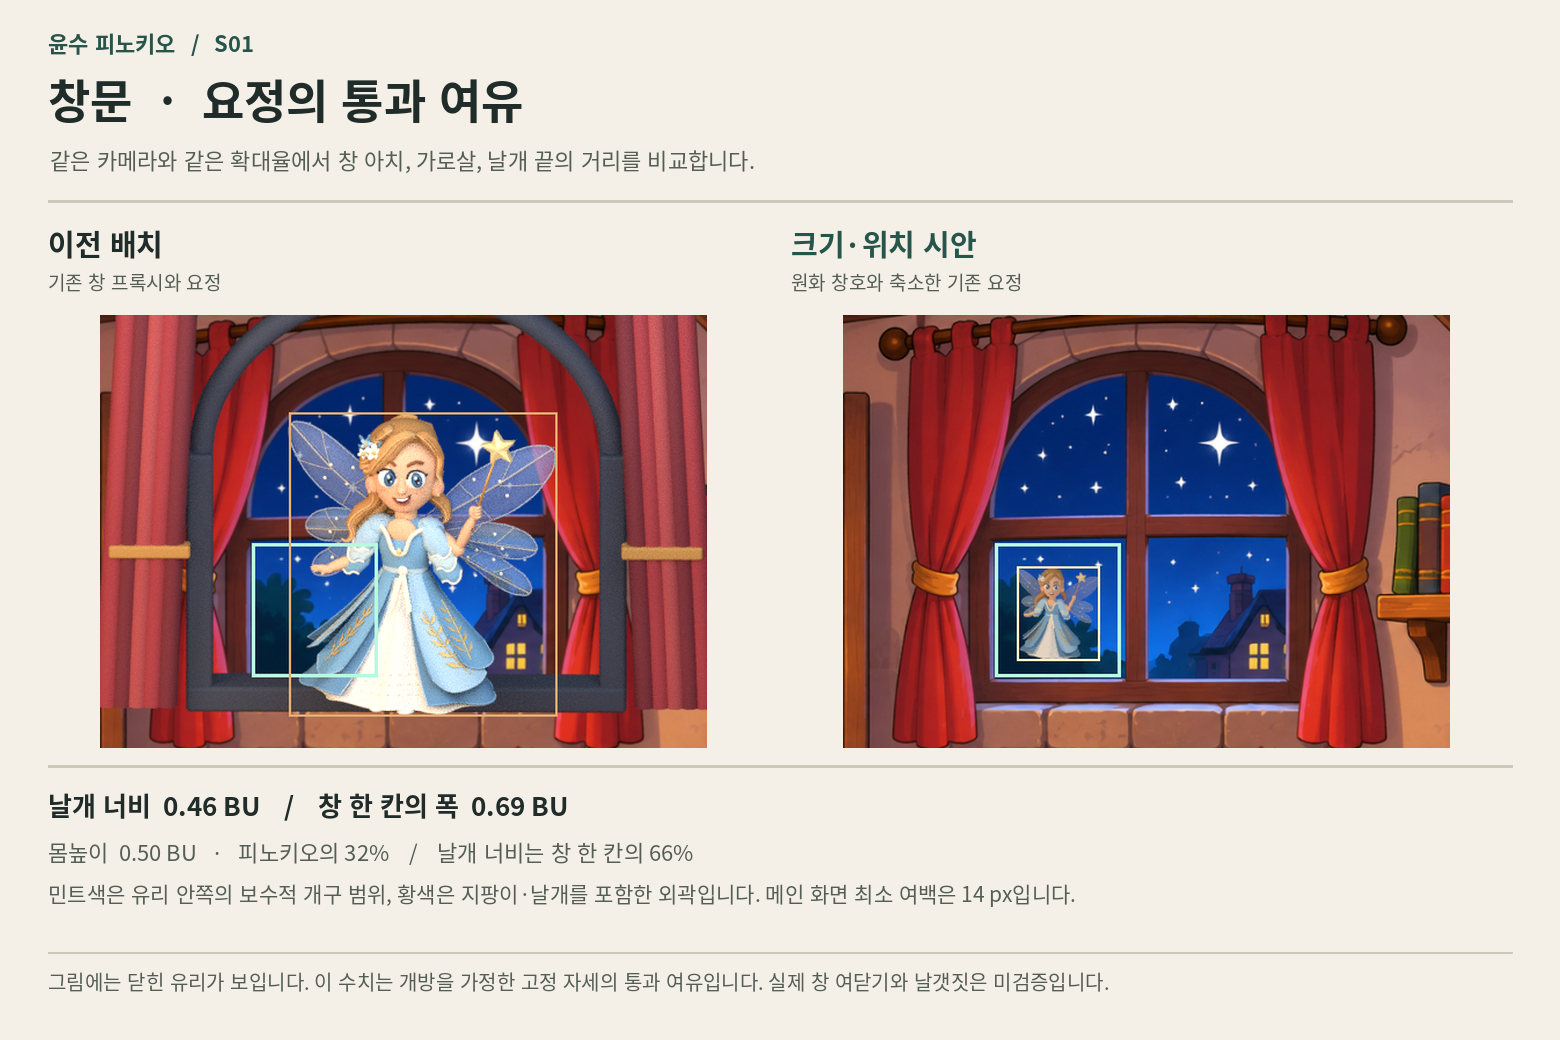 윤수 피노키오 / S01
창문 · 요정의 통과 여유
같은 카메라와 같은 확대율에서 창 아치, 가로살, 날개 끝의 거리를 비교합니다.
이전 배치
기존 창 프록시와 요정
크기·위치 시안
원화 창호와 축소한 기존 요정
날개 너비 0.46 BU / 창 한 칸의 폭 0.69 BU
몸높이 0.50 BU · 피노키오의 32% / 날개 너비는 창 한 칸의 66%
민트색은 유리 안쪽의 보수적 개구 범위, 황색은 지팡이·날개를 포함한 외곽입니다. 메인 화면 최소 여백은 14 px입니다.
그림에는 닫힌 유리가 보입니다. 이 수치는 개방을 가정한 고정 자세의 통과 여유입니다. 실제 창 여닫기와 날갯짓은 미검증입니다.